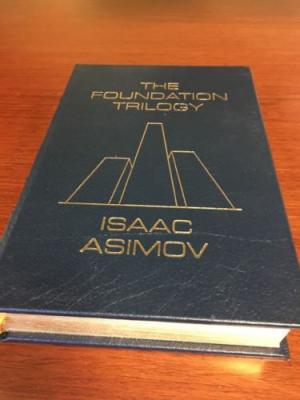 THE
FOUNDATION
TRILOGY
ISAAC
ASIMOV